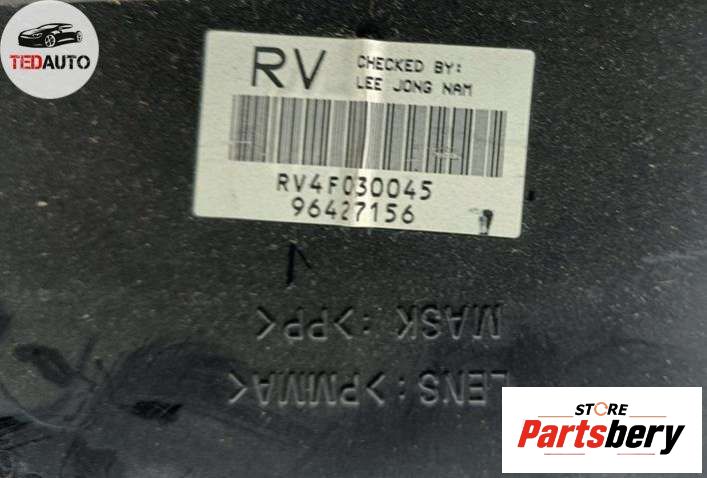 TEDAUTO
RV
CHECKED BY:
LEE JONG NAM
RV4F030045
96427156
MASK : >PP<
LENS : >PMMA<
STORE
Partsbery